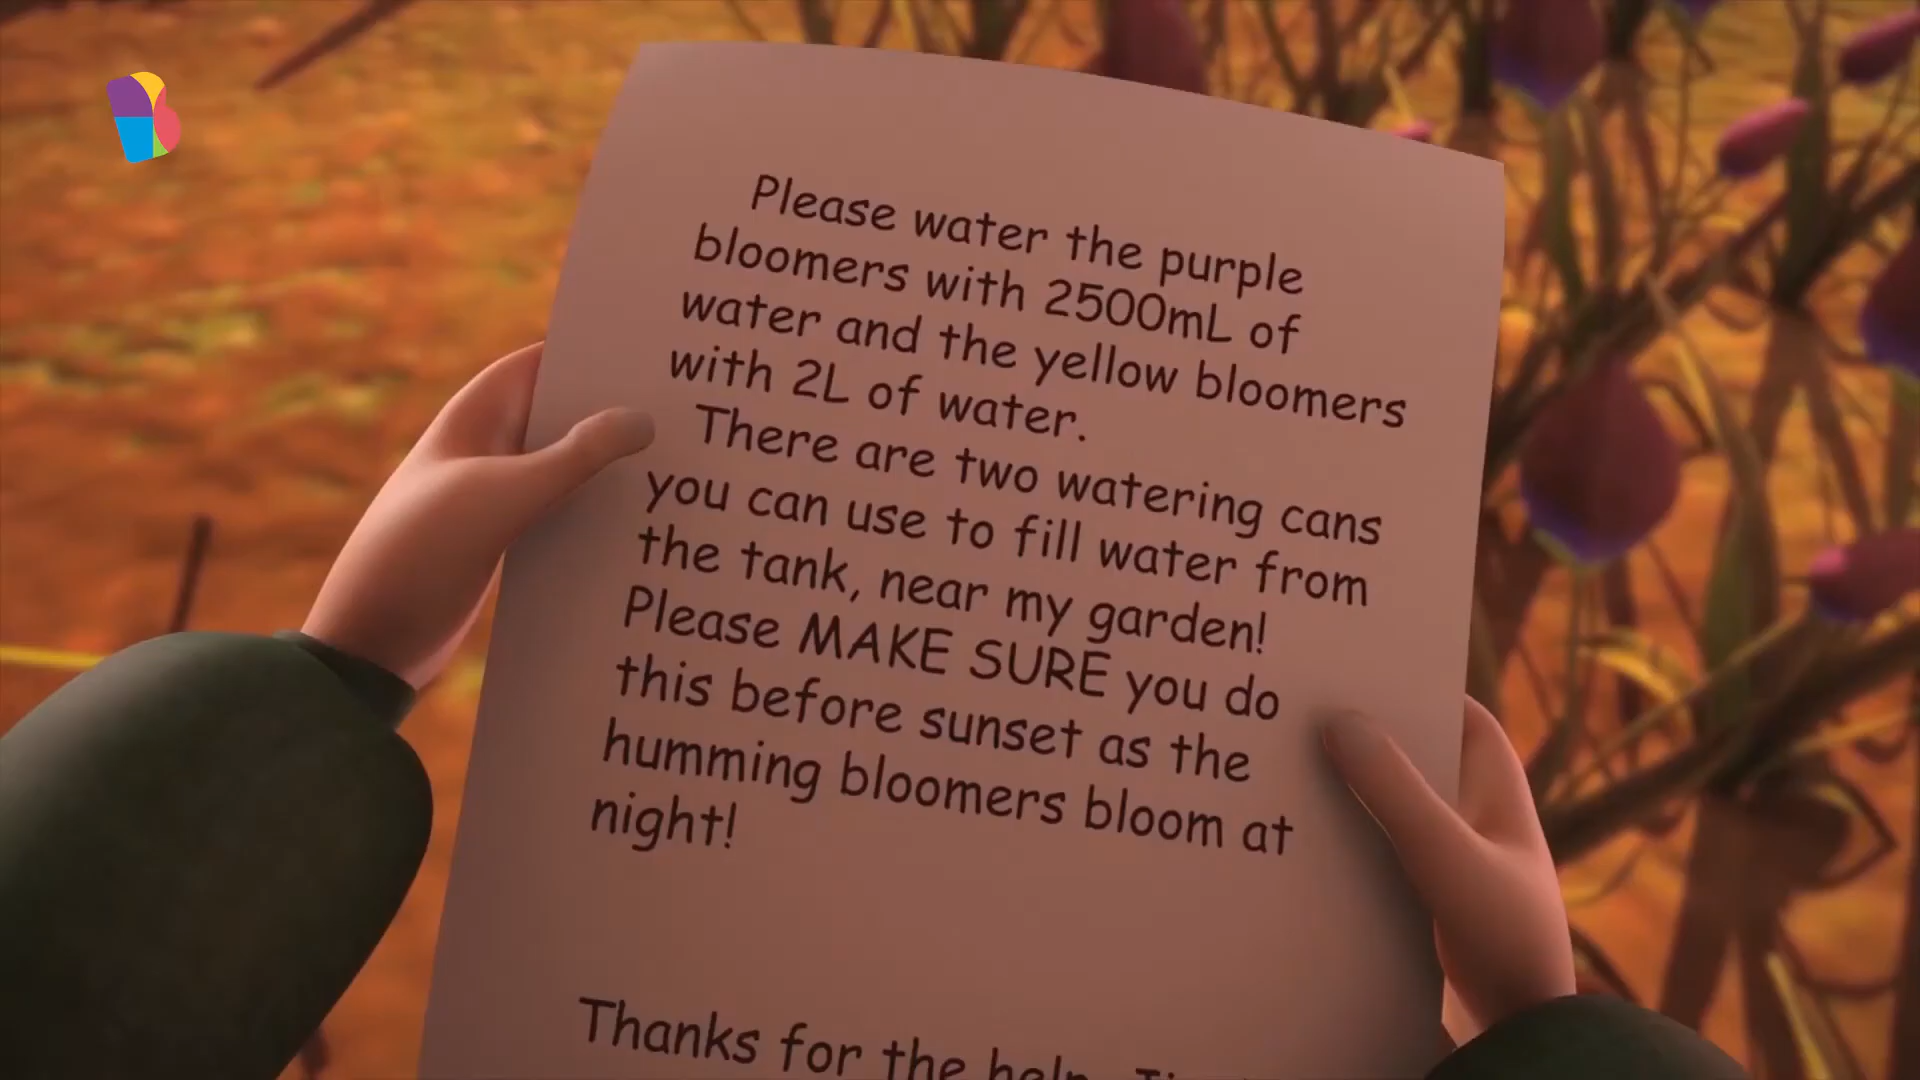 Please water the purple
bloomers with 2500mL of
water and the yellow bloomers
with 2L of water.
There are two watering cans
you can use to fill water from
the tank, near my garden!
Please MAKE SURE you do
this before sunset as the
humming bloomers bloom at
night!
Thanks for the help